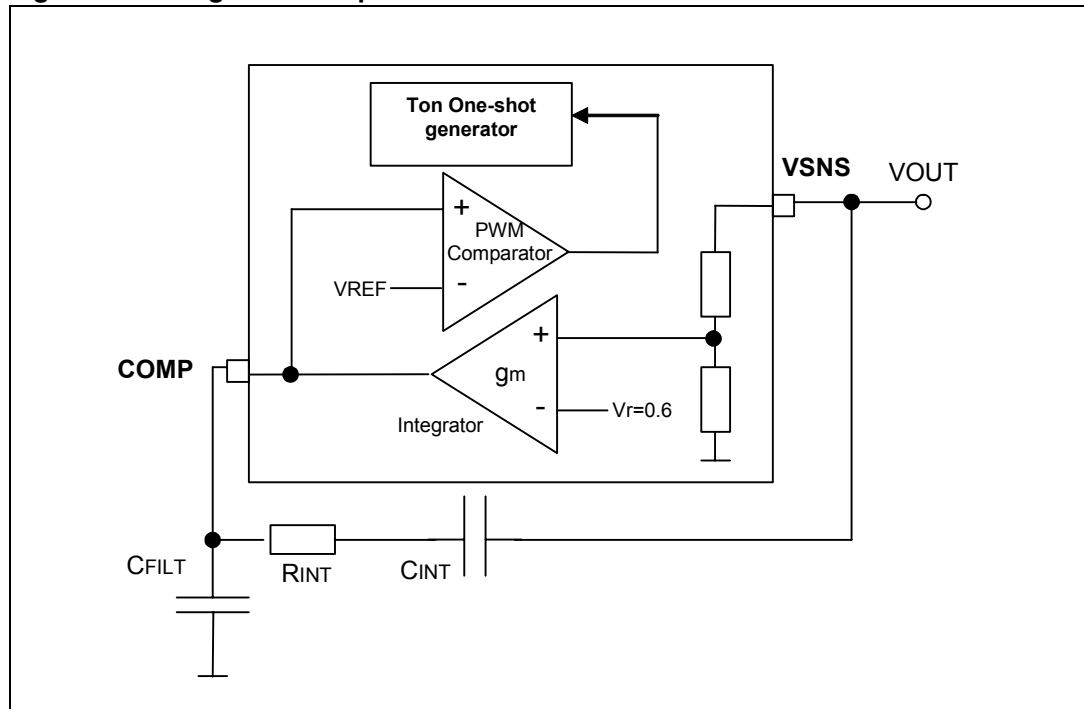 Ton One-shot
generator
VSNS
VOUT
+
PWM
Comparator
VREF
-
+
COMP
gm
-
Vr=0.6
Integrator
CFILT
RINT
CINT